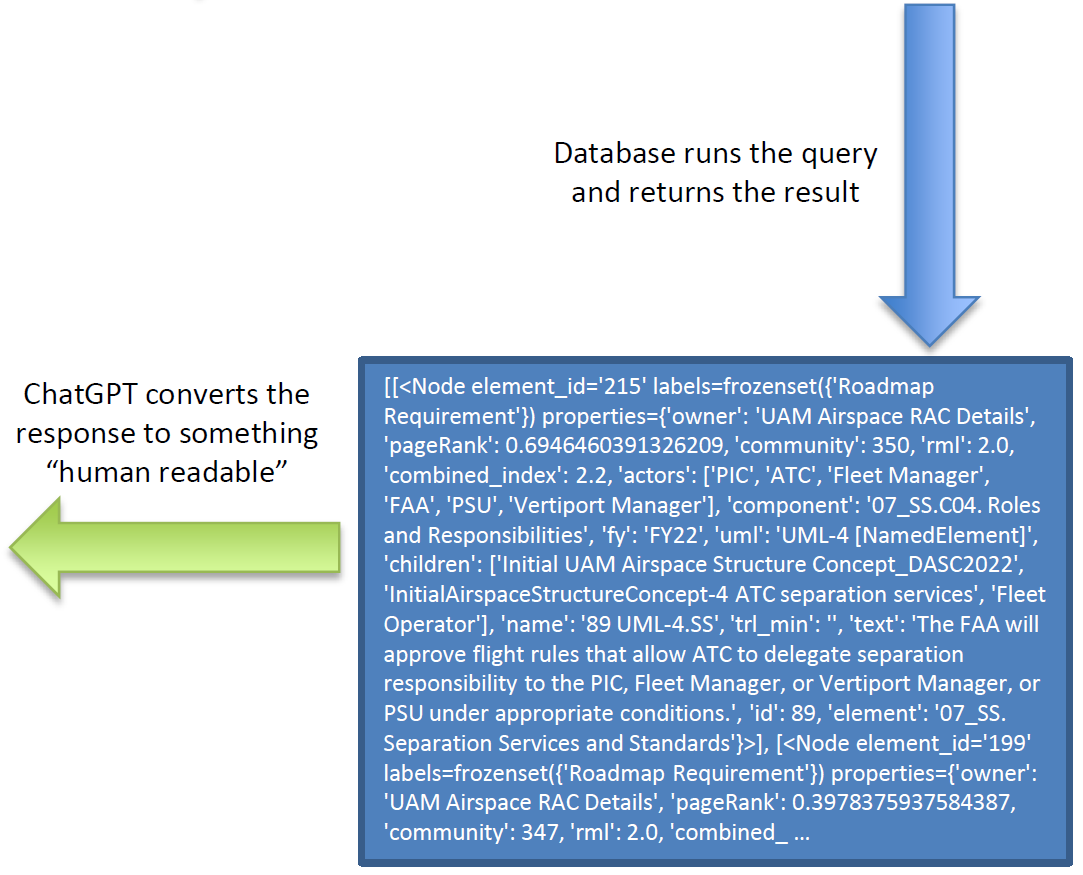 Database runs the query
and returns the result
ChatGPT converts the
response to something
“human readable”
[[<Node element_id='215' labels=frozenset({'Roadmap
Requirement'}) properties={'owner': 'UAM Airspace RAC Details',
'pageRank': 0.6946460391326209, 'community': 350, 'rml': 2.0,
'combined_index': 2.2, 'actors': ['PIC', 'ATC', 'Fleet Manager',
'FAA', 'PSU', 'Vertiport Manager'], 'component': '07_SS.C04. Roles
and Responsibilities', 'fy': 'FY22', 'uml': 'UML-4 [NamedElement]',
'children': ['Initial UAM Airspace Structure Concept_DASC2022',
'InitialAirspaceStructureConcept-4 ATC separation services', 'Fleet
Operator'], 'name': '89 UML-4.SS', 'trl_min': '', 'text': 'The FAA will
approve flight rules that allow ATC to delegate separation
responsibility to the PIC, Fleet Manager, or Vertiport Manager, or
PSU under appropriate conditions.', 'id': 89, 'element': '07_SS.
Separation Services and Standards'}>], [<Node element_id='199'
labels=frozenset({'Roadmap Requirement'}) properties={'owner':
'UAM Airspace RAC Details', 'pageRank': 0.3978375937584387,
'community': 347, 'rml': 2.0, 'combined_ ...